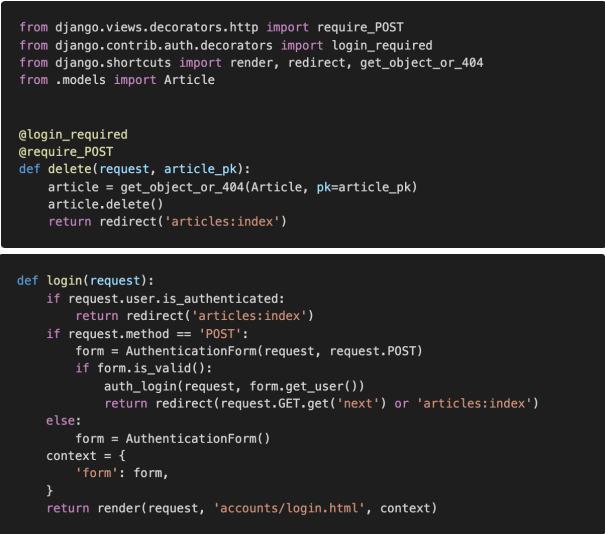 from django.views.decorators.http import require_POST
from django.contrib.auth.decorators import login_required
from django.shortcuts import render, redirect, get_object_or_404
from .models import Article
@login_required
@require_POST
def delete(request, article_pk):
    article = get_object_or_404(Article, pk=article_pk)
    article.delete()
    return redirect('articles:index')
def login(request):
    if request.user.is_authenticated:
        return redirect('articles:index')
    if request.method == 'POST':
        form = AuthenticationForm(request, request.POST)
        if form.is_valid():
            auth_login(request, form.get_user())
            return redirect(request.GET.get('next') or 'articles:index')
    else:
        form = AuthenticationForm()
    context = {
        'form': form,
    }
    return render(request, 'accounts/login.html', context)